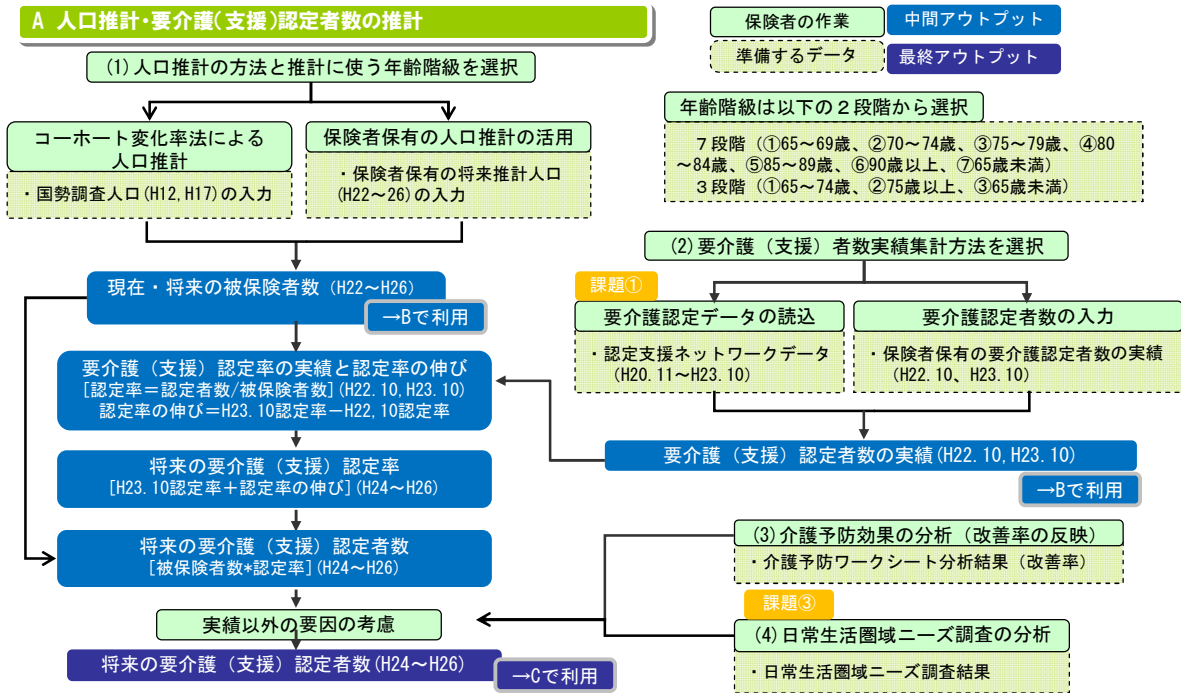 A 人口推計・要介護(支援)認定者数の推計
保険者の作業
中間アウトプット
準備するデータ
最終アウトプット
(1)人口推計の方法と推計に使う年齢階級を選択
年齢階級は以下の２段階から選択
７段階（①65～69歳、②70～74歳、③75～79歳、④80
～84歳、⑤85～89歳、⑥90歳以上、⑦65歳未満）
３段階（①65～74歳、②75歳以上、③65歳未満）
コーホート変化率法による
人口推計
・国勢調査人口(H12,H17)の入力
保険者保有の人口推計の活用
・保険者保有の将来推計人口
(H22～26)の入力
(2)要介護（支援）者数実績集計方法を選択
現在・将来の被保険者数（H22～H26）
→Bで利用
課題①
要介護認定データの読込
・認定支援ネットワークデータ
(H20.11～H23.10)
要介護認定者数の入力
・保険者保有の要介護認定者数の実績
(H22.10、H23.10)
要介護（支援）認定率の実績と認定率の伸び
[認定率＝認定者数/被保険者数](H22.10,H23.10)
認定率の伸び＝H23.10認定率－H22,10認定率
要介護（支援）認定者数の実績(H22.10,H23.10)
→Bで利用
将来の要介護（支援）認定率
[H23.10認定率＋認定率の伸び](H24～H26)
将来の要介護（支援）認定者数
[被保険者数*認定率](H24～H26)
(3)介護予防効果の分析（改善率の反映）
・介護予防ワークシート分析結果（改善率）
課題③
(4)日常生活圏域ニーズ調査の分析
・日常生活圏域ニーズ調査結果
実績以外の要因の考慮
将来の要介護（支援）認定者数(H24～H26)
→Cで利用